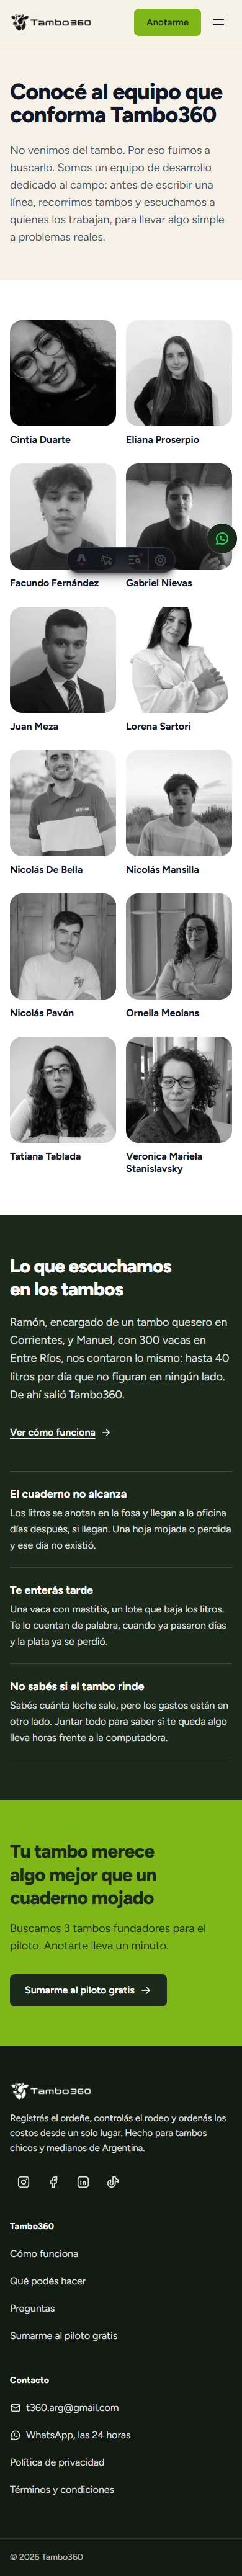 Tambo360
Anotarme
Conocé al equipo que
conforma Tambo360
No venimos del tambo. Por eso fuimos a
buscarlo. Somos un equipo de desarrollo
dedicado al campo: antes de escribir una
línea, recorrimos tambos y escuchamos a
quienes los trabajan, para llevar algo simple
a problemas reales.
Cintia Duarte
Eliana Proserpio
Facundo Fernández
Gabriel Nievas
Juan Meza
Lorena Sartori
Nicolás De Bella
Nicolás Mansilla
Nicolás Pavón
Ornella Meolans
Tatiana Tablada
Veronica Mariela
Stanislavsky
Lo que escuchamos
en los tambos
Ramón, encargado de un tambo quesero en
Corrientes, y Manuel, con 300 vacas en
Entre Ríos, nos contaron lo mismo: hasta 40
litros por día que no figuran en ningún lado.
De ahí salió Tambo360.
Ver cómo funciona →
El cuaderno no alcanza
Los litros se anotan en la fosa y llegan a la oficina
días después, si llegan. Una hoja mojada o perdida
y ese día no existió.
Te enterás tarde
Una vaca con mastitis, un lote que baja los litros.
Te lo cuentan de palabra, cuando ya pasaron días
y la plata ya se perdió.
No sabés si el tambo rinde
Sabés cuánta leche sale, pero los gastos están en
otro lado. Juntar todo para saber si te queda algo
lleva horas frente a la computadora.
Tu tambo merece
algo mejor que un
cuaderno mojado
Buscamos 3 tambos fundadores para el
piloto. Anotarte lleva un minuto.
Sumarme al piloto gratis →
Tambo360
Registrás el ordeñe, controlás el rodeo y ordenás los
costos desde un solo lugar. Hecho para tambos
chicos y medianos de Argentina.
Tambo360
Cómo funciona
Qué podés hacer
Preguntas
Sumarme al piloto gratis
Contacto
t360.arg@gmail.com
WhatsApp, las 24 horas
Política de privacidad
Términos y condiciones
© 2026 Tambo360